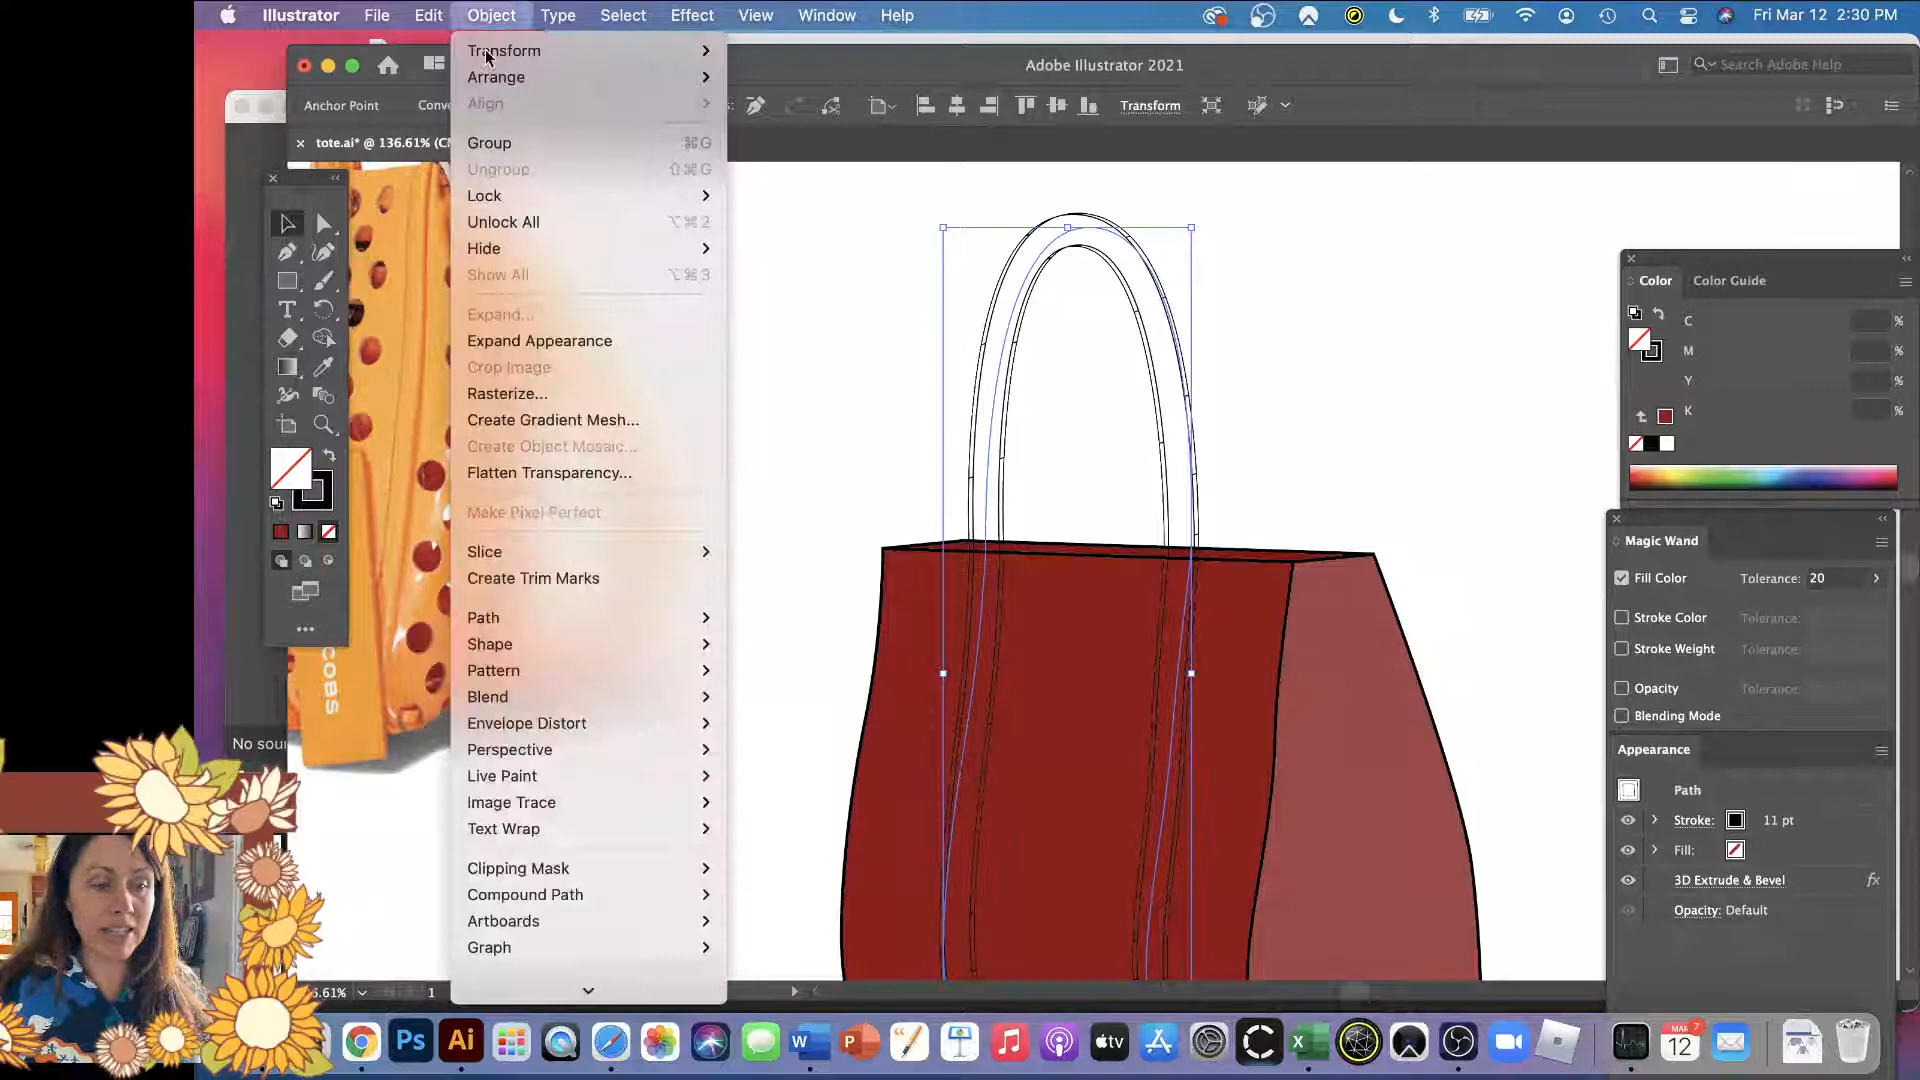 Illustrator File Edit Object Type Select Effect View Window Help
Fri Mar 12 2:30 PM
Adobe Illustrator 2021
Search Adobe Help
Anchor Point
Transform
tote.ai* @ 136.61%
Transform
Arrange
Align
Group ⌘G
Ungroup ⇧⌘G
Lock
Unlock All ⌥⌘2
Hide
Show All ⌥⌘3
Expand...
Expand Appearance
Crop Image
Rasterize...
Create Gradient Mesh...
Create Object Mosaic...
Flatten Transparency...
Make Pixel Perfect
Slice
Create Trim Marks
Path
Shape
Pattern
Blend
Envelope Distort
Perspective
Live Paint
Image Trace
Text Wrap
Clipping Mask
Compound Path
Artboards
Graph
Color Color Guide
C %
M %
Y %
K %
Magic Wand
Fill Color Tolerance: 20
Stroke Color Tolerance:
Stroke Weight Tolerance:
Opacity Tolerance:
Blending Mode
Appearance
Path
Stroke: 11 pt
Fill:
3D Extrude & Bevel fx
Opacity: Default
COBS
No
1
Ps
Ai
W
P
tv
X
MAR
12
7